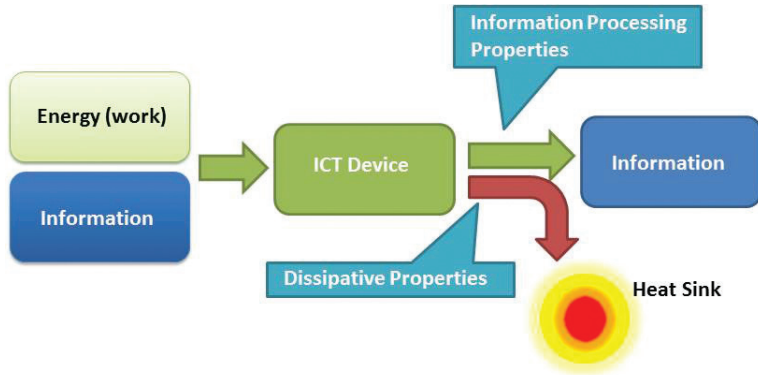 Information Processing
Properties
Energy (work)
Information
ICT Device
Information
Dissipative Properties
Heat Sink